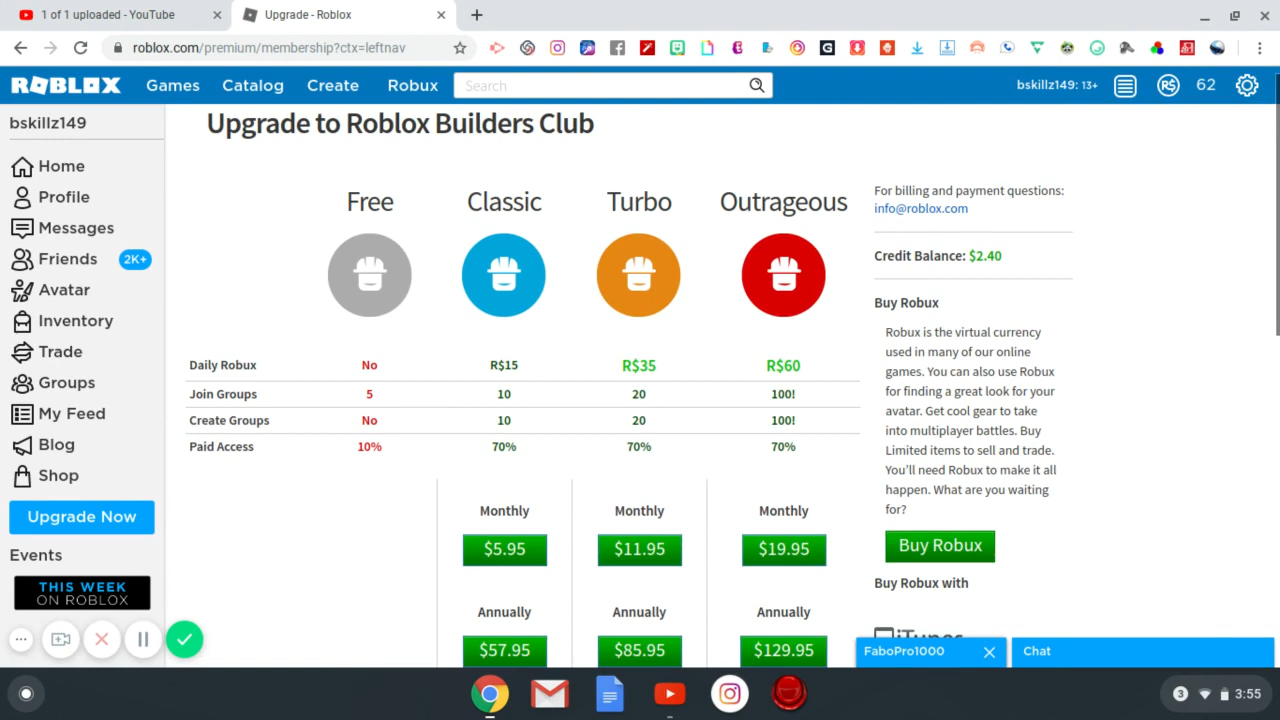 1 of 1 uploaded - YouTube
Upgrade - Roblox
roblox.com/premium/membership?ctx=leftnav
ROBLOX
Games
Catalog
Create
Robux
Search
bskillz149: 13+
R$
62
bskillz149
Home
Profile
Messages
Friends
2K+
Avatar
Inventory
Trade
Groups
My Feed
Blog
Shop
Upgrade Now
Events
THIS WEEK
ON ROBLOX
Upgrade to Roblox Builders Club
Free Classic Turbo Outrageous
Daily Robux No R$15 R$35 R$60
Join Groups 5 10 20 100!
Create Groups No 10 20 100!
Paid Access 10% 70% 70% 70%
Monthly Monthly Monthly
$5.95 $11.95 $19.95
Annually Annually Annually
$57.95 $85.95 $129.95
For billing and payment questions:
info@roblox.com
Credit Balance: $2.40
Buy Robux
Robux is the virtual currency
used in many of our online
games. You can also use Robux
for finding a great look for your
avatar. Get cool gear to take
into multiplayer battles. Buy
Limited items to sell and trade.
You'll need Robux to make it all
happen. What are you waiting
for?
Buy Robux
Buy Robux with
iTunes
FaboPro1000
Chat
3
3:55